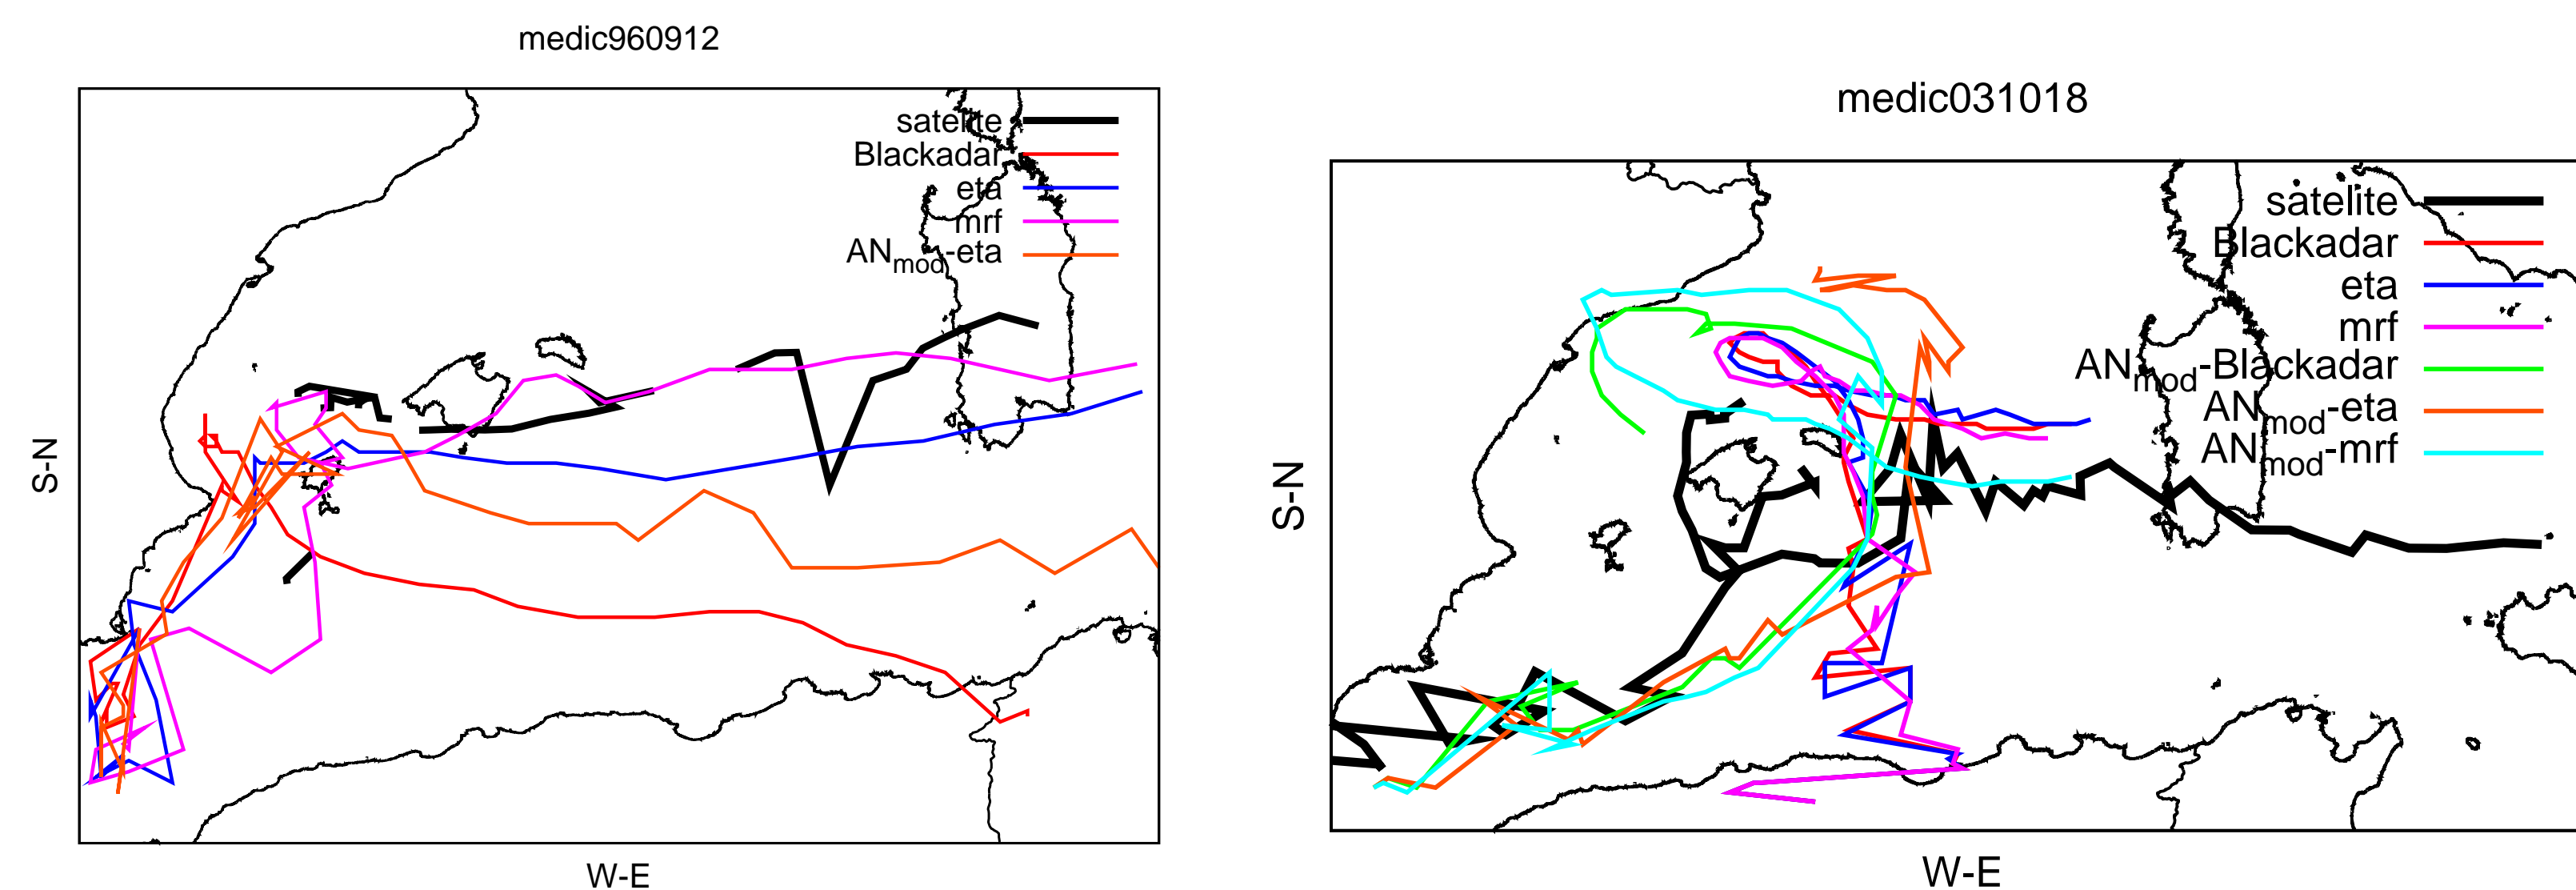 medic960912
satelite
Blackadar
eta
mrf
ANmod-eta
S-N
W-E
medic031018
satelite
Blackadar
eta
mrf
ANmod-Blackadar
ANmod-eta
ANmod-mrf
S-N
W-E